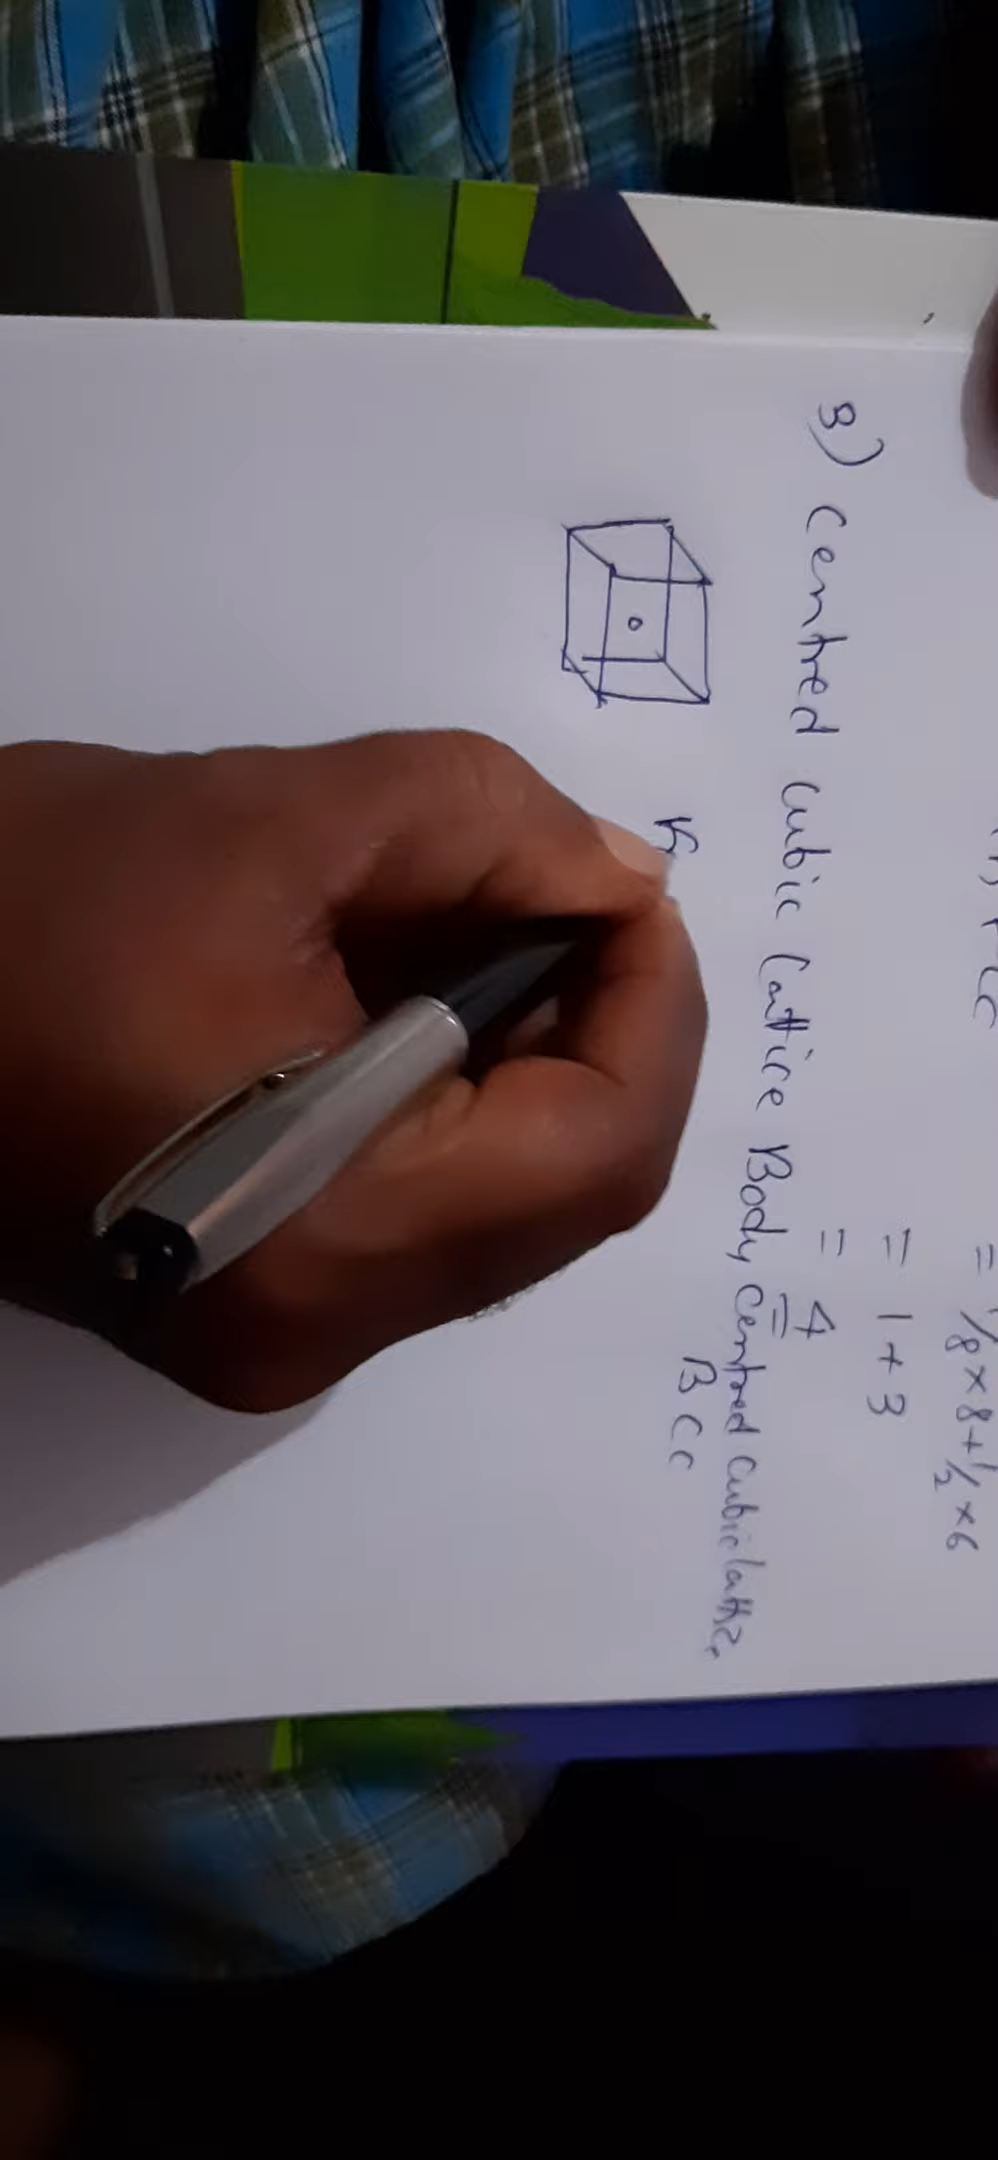 = 1/8 × 8 + 1/2 × 6
= 1 + 3
= 4
3) Centred Cubic Lattice Body Centred Cubic lattice
BCC